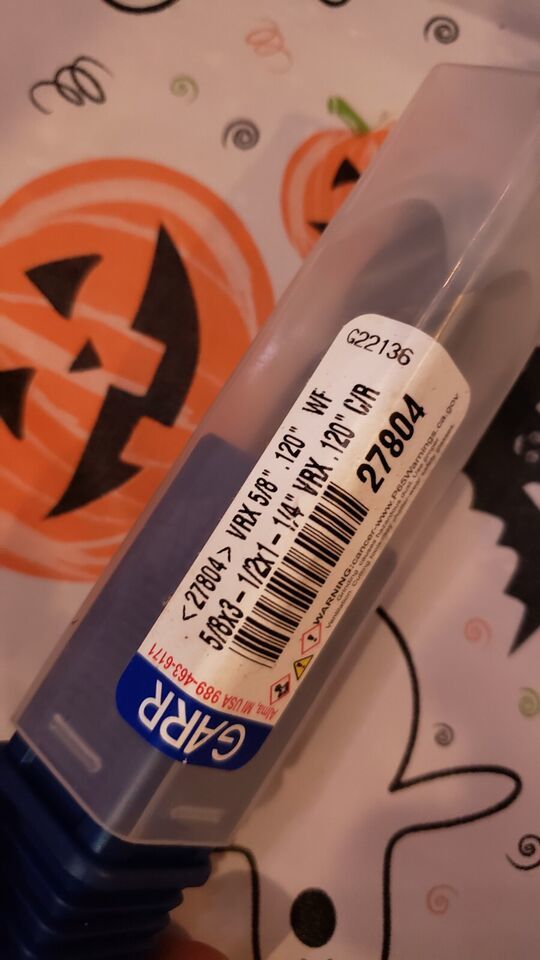 G22136
<27804> VRX 5/8" .120" WF
5/8x3-1/2x1-1/4" VRX .120" C/R
27804
WARNING:cancer-www.P65Warnings.ca.gov
GARR
Alma, MI USA 989-463-6171